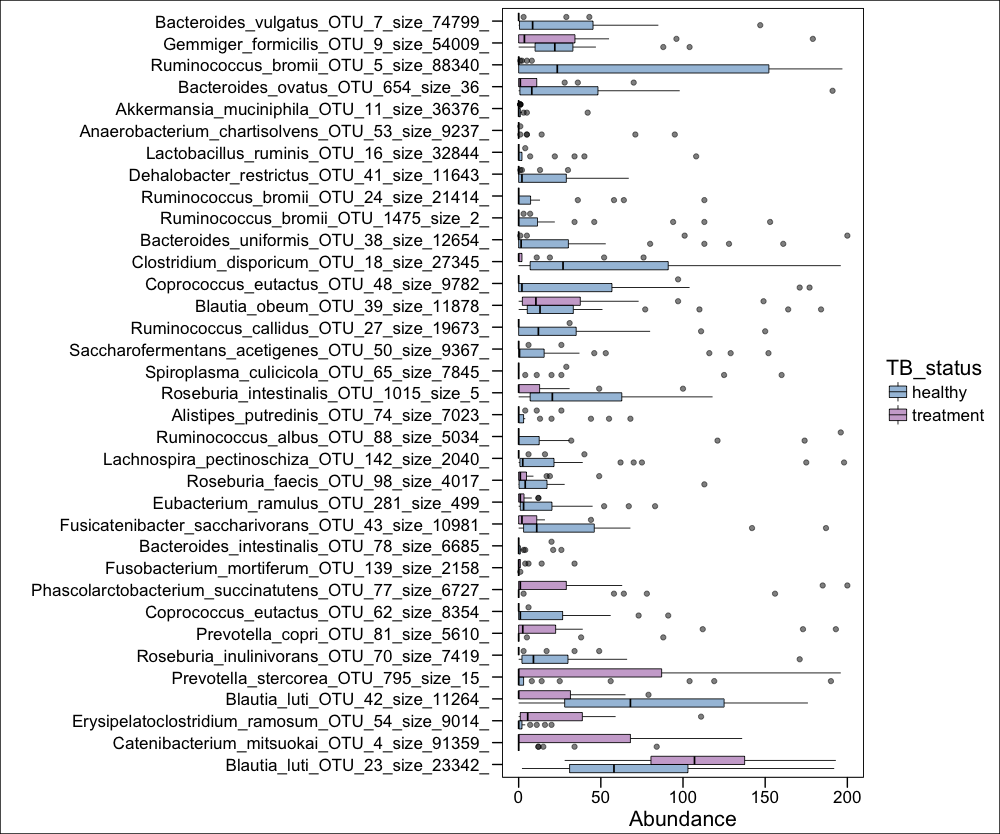 Bacteroides_vulgatus_OTU_7_size_74799_
Gemmiger_formicilis_OTU_9_size_54009_
Ruminococcus_bromii_OTU_5_size_88340_
Bacteroides_ovatus_OTU_654_size_36_
Akkermansia_muciniphila_OTU_11_size_36376_
Anaerobacterium_chartisolvens_OTU_53_size_9237_
Lactobacillus_ruminis_OTU_16_size_32844_
Dehalobacter_restrictus_OTU_41_size_11643_
Ruminococcus_bromii_OTU_24_size_21414_
Ruminococcus_bromii_OTU_1475_size_2_
Bacteroides_uniformis_OTU_38_size_12654_
Clostridium_disporicum_OTU_18_size_27345_
Coprococcus_eutactus_OTU_48_size_9782_
Blautia_obeum_OTU_39_size_11878_
Ruminococcus_callidus_OTU_27_size_19673_
Saccharofermentans_acetigenes_OTU_50_size_9367_
Spiroplasma_culicicola_OTU_65_size_7845_
Roseburia_intestinalis_OTU_1015_size_5_
Alistipes_putredinis_OTU_74_size_7023_
Ruminococcus_albus_OTU_88_size_5034_
Lachnospira_pectinoschiza_OTU_142_size_2040_
Roseburia_faecis_OTU_98_size_4017_
Eubacterium_ramulus_OTU_281_size_499_
Fusicatenibacter_saccharivorans_OTU_43_size_10981_
Bacteroides_intestinalis_OTU_78_size_6685_
Fusobacterium_mortiferum_OTU_139_size_2158_
Phascolarctobacterium_succinatutens_OTU_77_size_6727_
Coprococcus_eutactus_OTU_62_size_8354_
Prevotella_copri_OTU_81_size_5610_
Roseburia_inulinivorans_OTU_70_size_7419_
Prevotella_stercorea_OTU_795_size_15_
Blautia_luti_OTU_42_size_11264_
Erysipelatoclostridium_ramosum_OTU_54_size_9014_
Catenibacterium_mitsuokai_OTU_4_size_91359_
Blautia_luti_OTU_23_size_23342_
0 50 100 150 200
Abundance
TB_status
healthy
treatment